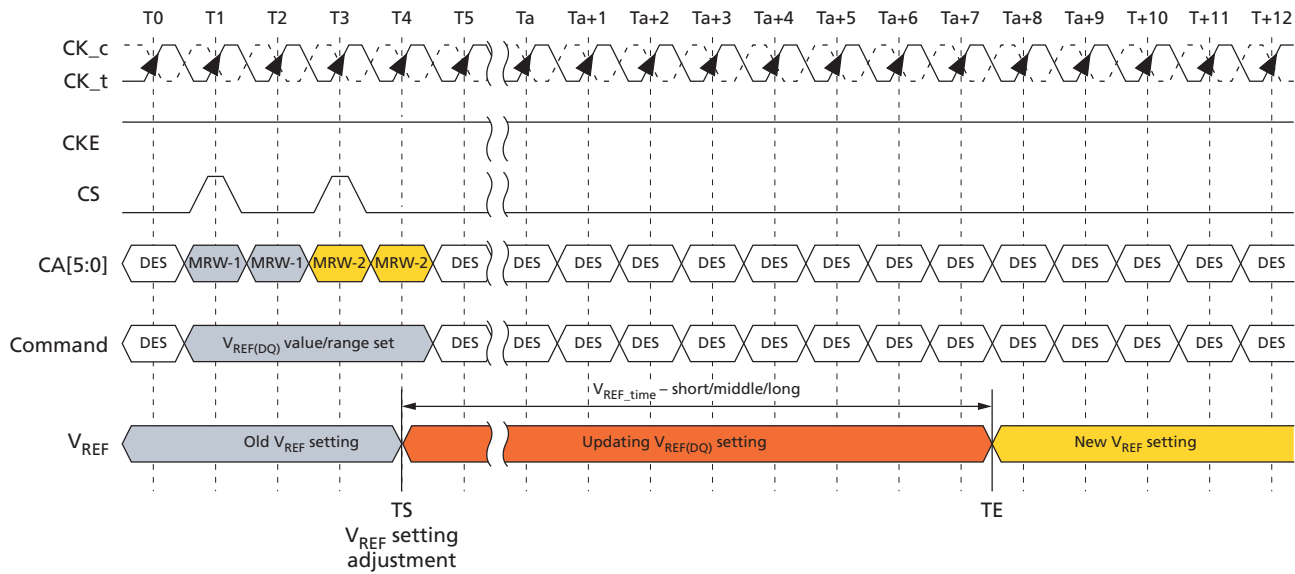 T0 T1 T2 T3 T4 T5 Ta Ta+1 Ta+2 Ta+3 Ta+4 Ta+5 Ta+6 Ta+7 Ta+8 Ta+9 T+10 T+11 T+12
CK_c
CK_t
CKE
CS
CA[5:0] DES MRW-1 MRW-1 MRW-2 MRW-2 DES DES DES DES DES DES DES DES DES DES DES DES DES DES
Command DES VREF(DQ) value/range set DES DES DES DES DES DES DES DES DES DES DES DES DES DES
VREF_time – short/middle/long
VREF Old VREF setting Updating VREF(DQ) setting New VREF setting
TS TE
VREF setting
adjustment